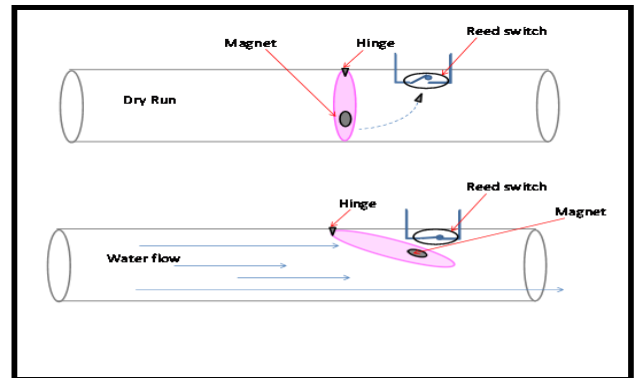 Reed switch
Hinge
Magnet
Dry Run
Hinge
Reed switch
Magnet
Water flow